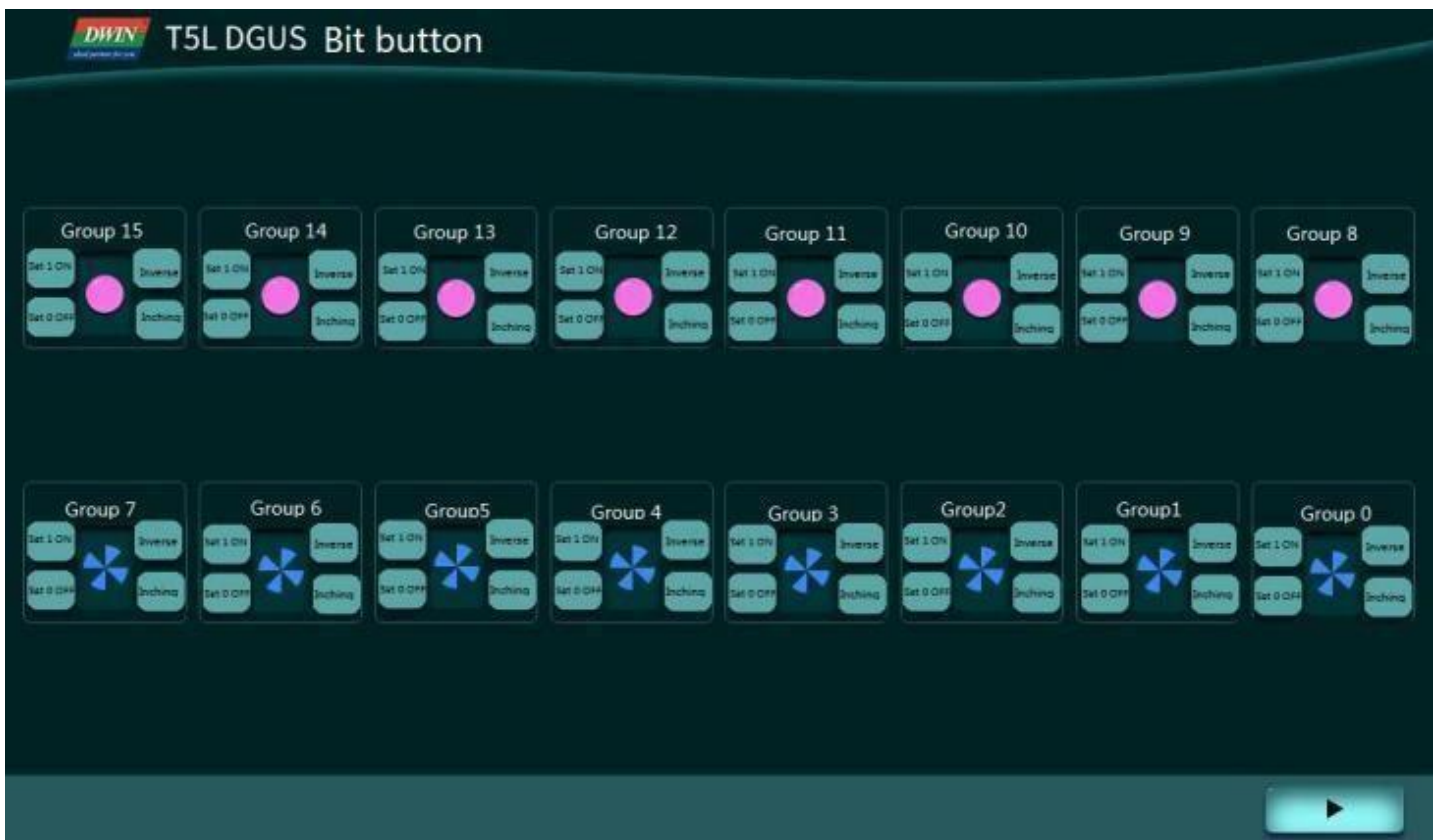 DWIN
T5L DGUS Bit button
Group 15 Group 14 Group 13 Group 12 Group 11 Group 10 Group 9 Group 8
Set 1 ON Inverse Set 1 ON Inverse Set 1 ON Inverse Set 1 ON Inverse Set 1 ON Inverse Set 1 ON Inverse Set 1 ON Inverse Set 1 ON Inverse
Set 0 OFF Inching Set 0 OFF Inching Set 0 OFF Inching Set 0 OFF Inching Set 0 OFF Inching Set 0 OFF Inching Set 0 OFF Inching Set 0 OFF Inching
Group 7 Group 6 Group5 Group 4 Group 3 Group2 Group1 Group 0
Set 1 ON Inverse Set 1 ON Inverse Set 1 ON Inverse Set 1 ON Inverse Set 1 ON Inverse Set 1 ON Inverse Set 1 ON Inverse Set 1 ON Inverse
Set 0 OFF Inching Set 0 OFF Inching Set 0 OFF Inching Set 0 OFF Inching Set 0 OFF Inching Set 0 OFF Inching Set 0 OFF Inching Set 0 OFF Inching